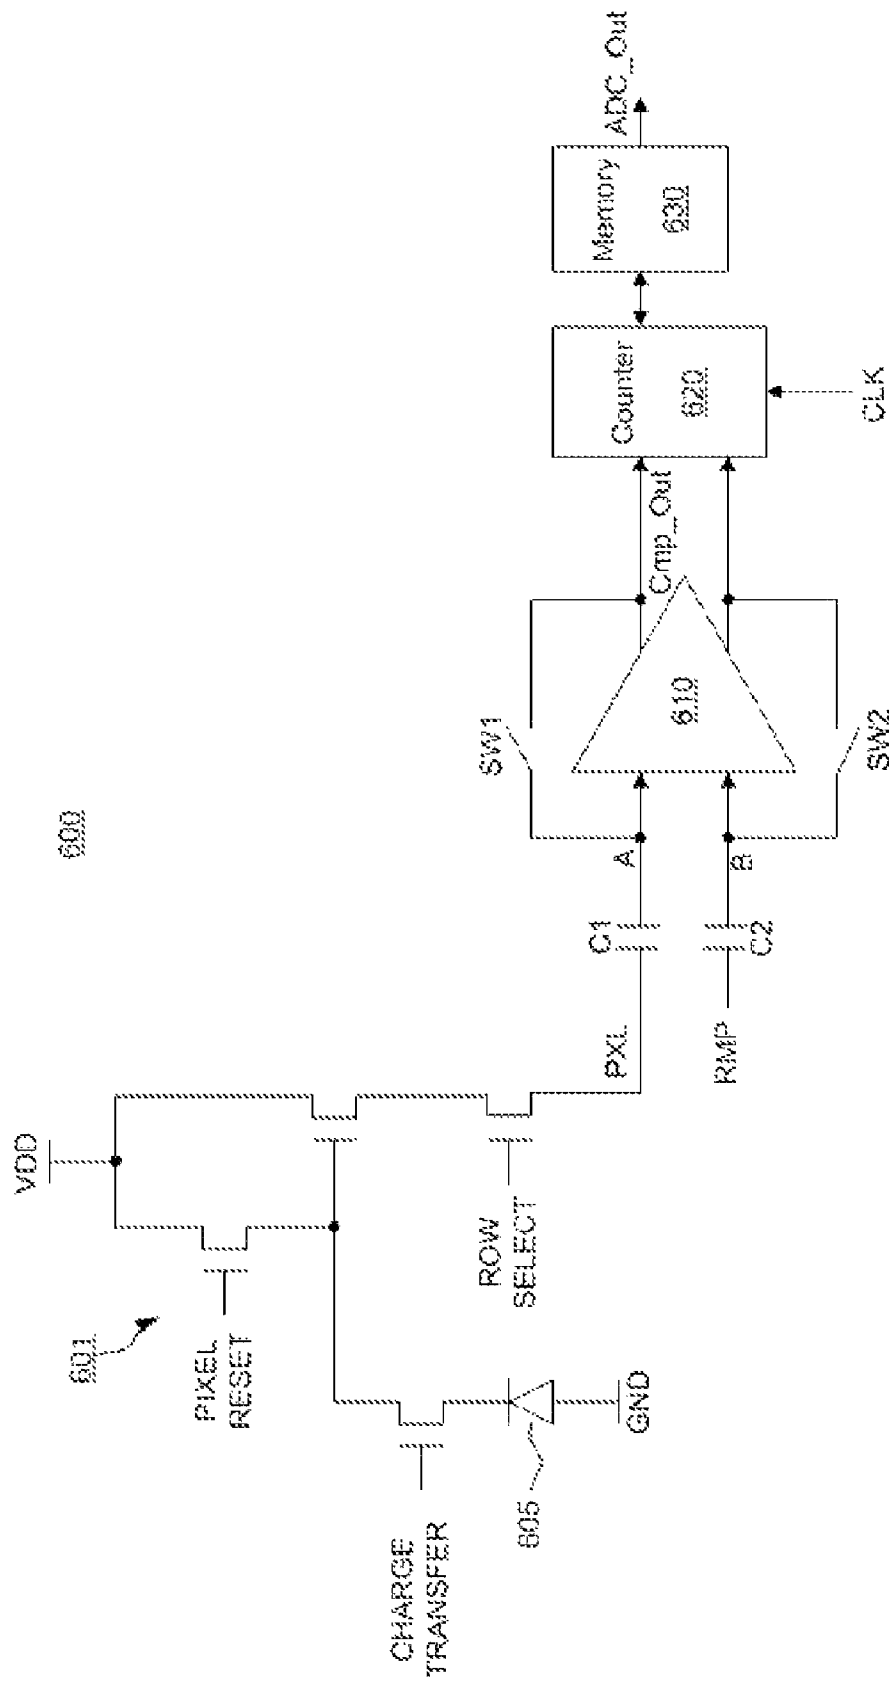 600
601
VDD
PIXEL
RESET
CHARGE
TRANSFER
605
GND
ROW
SELECT
PXL
RMP
C1
C2
A
B
SW1
SW2
610
Cmp_Out
Counter
620
CLK
Memory
630
ADC_Out